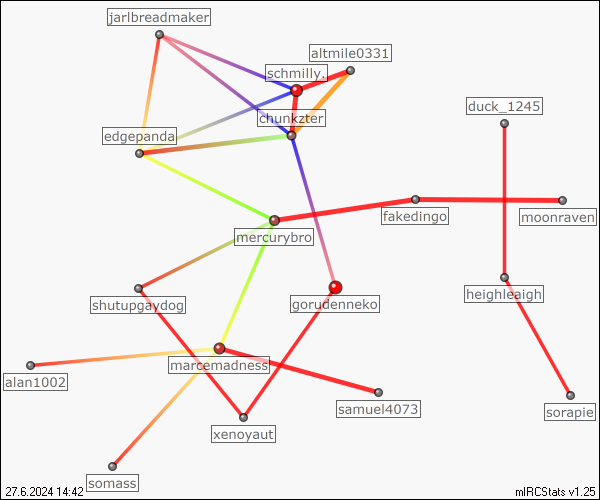 jarlbreadmaker
altmile0331
schmilly,
duck_1245
chunkzter
edgepanda
fakedingo
moonraven
mercurybro
heighleaigh
shutupgaydog
gorudenneko
marcemadness
alan1002
samuel4073
sorapie
xenoyaut
somass
27.6.2024 14:42
mIRCStats v1.25